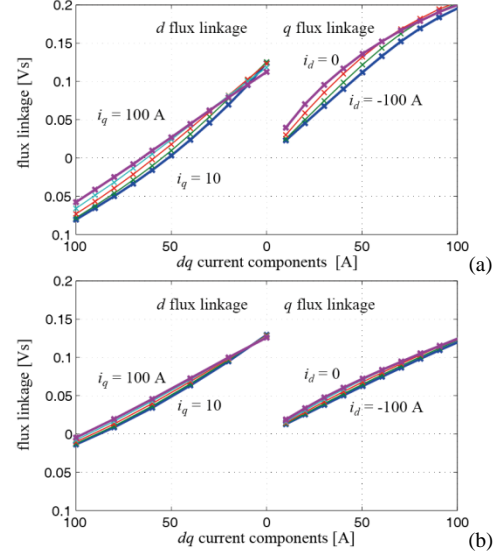 0.2
d flux linkage
q flux linkage
0.15
i_d = 0
i_q = 100 A
0.1
i_d = -100 A
0.05
flux linkage [Vs]
0
i_q = 10
0.05
0.1
100
50
0
50
100
dq current components [A]
(a)
0.2
d flux linkage
q flux linkage
0.15
0.1
i_q = 100 A
i_d = 0
flux linkage [Vs]
0.05
i_q = 10
i_d = -100 A
0
0.05
0.1
100
50
0
50
100
dq current components [A]
(b)